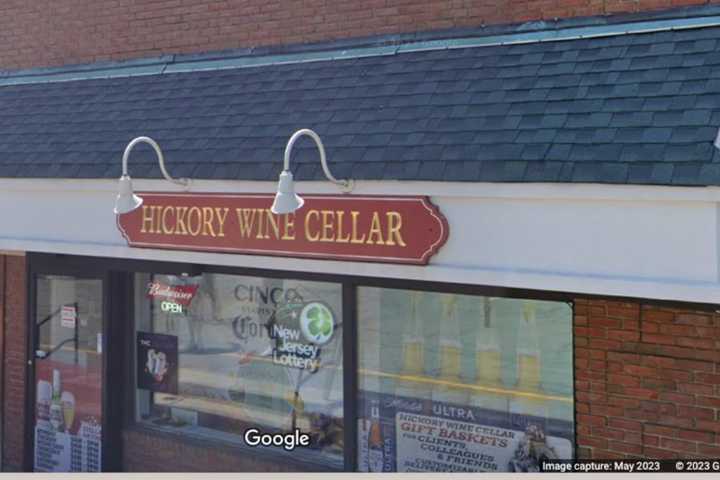 HICKORY WINE CELLAR
Budweiser
OPEN
CINCO
New
Jersey
Lottery
ULTRA
HICKORY WINE CELLAR
GIFT BASKETS
FOR CLIENTS,
COLLEAGUES
& FRIENDS
Google
Image capture: May 2023 © 2023 G